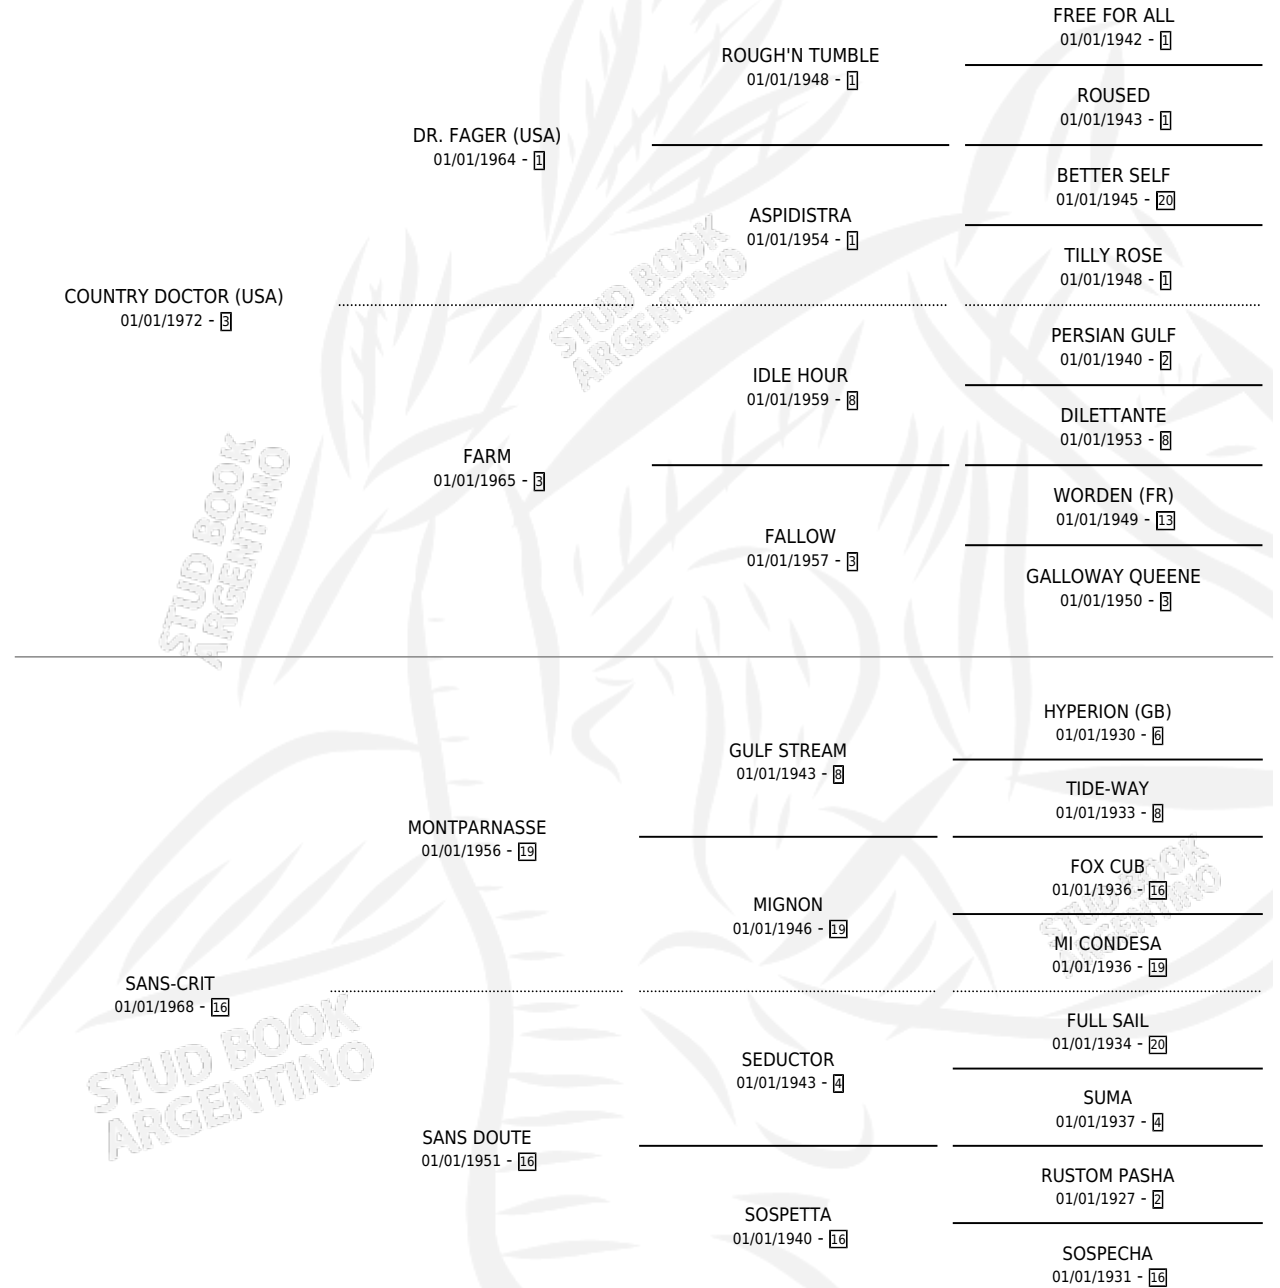 FREE FOR ALL
01/01/1942 - 1
ROUGH'N TUMBLE
01/01/1948 - 1
ROUSED
01/01/1943 - 1
DR. FAGER (USA)
01/01/1964 - 1
BETTER SELF
01/01/1945 - 20
ASPIDISTRA
01/01/1954 - 1
TILLY ROSE
01/01/1948 - 1
COUNTRY DOCTOR (USA)
01/01/1972 - 3
STUD BOOK
ARGENTINO
PERSIAN GULF
01/01/1940 - 2
IDLE HOUR
01/01/1959 - 8
DILETTANTE
01/01/1953 - 8
FARM
01/01/1965 - 3
WORDEN (FR)
01/01/1949 - 13
FALLOW
01/01/1957 - 3
GALLOWAY QUEENE
01/01/1950 - 3
STUD BOOK
ARGENTINO
HYPERION (GB)
01/01/1930 - 6
GULF STREAM
01/01/1943 - 8
TIDE-WAY
01/01/1933 - 8
MONTPARNASSE
01/01/1956 - 19
FOX CUB
01/01/1936 - 16
MIGNON
01/01/1946 - 19
MI CONDESA
01/01/1936 - 19
STUD BOOK
ARGENTINO
SANS-CRIT
01/01/1968 - 16
FULL SAIL
01/01/1934 - 20
SEDUCTOR
01/01/1943 - 4
SUMA
01/01/1937 - 4
SANS DOUTE
01/01/1951 - 16
RUSTOM PASHA
01/01/1927 - 2
SOSPETTA
01/01/1940 - 16
SOSPECHA
01/01/1931 - 16
STUD BOOK
ARGENTINO